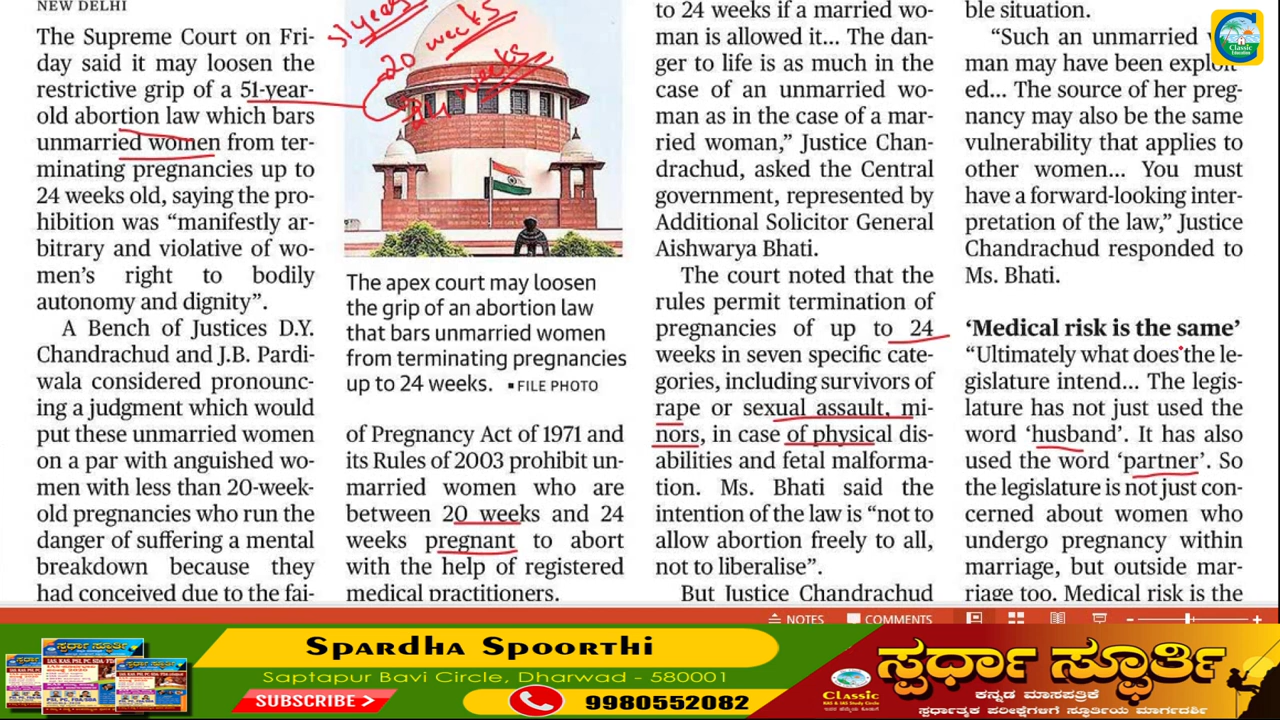 NEW DELHI
The Supreme Court on Fri-
day said it may loosen the
restrictive grip of a 51-year-
old abortion law which bars
unmarried women from ter-
minating pregnancies up to
24 weeks old, saying the pro-
hibition was “manifestly ar-
bitrary and violative of wo-
men’s right to bodily
autonomy and dignity”.
A Bench of Justices D.Y.
Chandrachud and J.B. Pardi-
wala considered pronounc-
ing a judgment which would
put these unmarried women
on a par with anguished wo-
men with less than 20-week-
old pregnancies who run the
danger of suffering a mental
breakdown because they
had conceived due to the fai-
51 years
20 weeks
24 weeks
The apex court may loosen
the grip of an abortion law
that bars unmarried women
from terminating pregnancies
up to 24 weeks. ▪FILE PHOTO
of Pregnancy Act of 1971 and
its Rules of 2003 prohibit un-
married women who are
between 20 weeks and 24
weeks pregnant to abort
with the help of registered
medical practitioners.
to 24 weeks if a married wo-
man is allowed it... The dan-
ger to life is as much in the
case of an unmarried wo-
man as in the case of a mar-
ried woman,” Justice Chan-
drachud, asked the Central
government, represented by
Additional Solicitor General
Aishwarya Bhati.
The court noted that the
rules permit termination of
pregnancies of up to 24
weeks in seven specific cate-
gories, including survivors of
rape or sexual assault, mi-
nors, in case of physical dis-
abilities and fetal malforma-
tion. Ms. Bhati said the
intention of the law is “not to
allow abortion freely to all,
not to liberalise”.
But Justice Chandrachud
ble situation.
“Such an unmarried
man may have been exploit-
ed... The source of her preg-
nancy may also be the same
vulnerability that applies to
other women... You must
have a forward-looking inter-
pretation of the law,” Justice
Chandrachud responded to
Ms. Bhati.
‘Medical risk is the same’
“Ultimately what does the le-
gislature intend... The legis-
lature has not just used the
word ‘husband’. It has also
used the word ‘partner’. So
the legislature is not just con-
cerned about women who
undergo pregnancy within
marriage, but outside mar-
riage too. Medical risk is the
Classic
Education
NOTES
COMMENTS
Spardha Spoorthi
Saptapur Bavi Circle, Dharwad - 580001
SUBSCRIBE
9980552082
Classic
KAS & IAS Study Circle
ಸ್ಪರ್ಧಾ ಸ್ಫೂರ್ತಿ
ಕನ್ನಡ ಮಾಸಪತ್ರಿಕೆ
ಸ್ಪರ್ಧಾತ್ಮಕ ಪರೀಕ್ಷೆಗಳಿಗೆ ಸ್ಫೂರ್ತಿಯ ಮಾರ್ಗದರ್ಶಿ